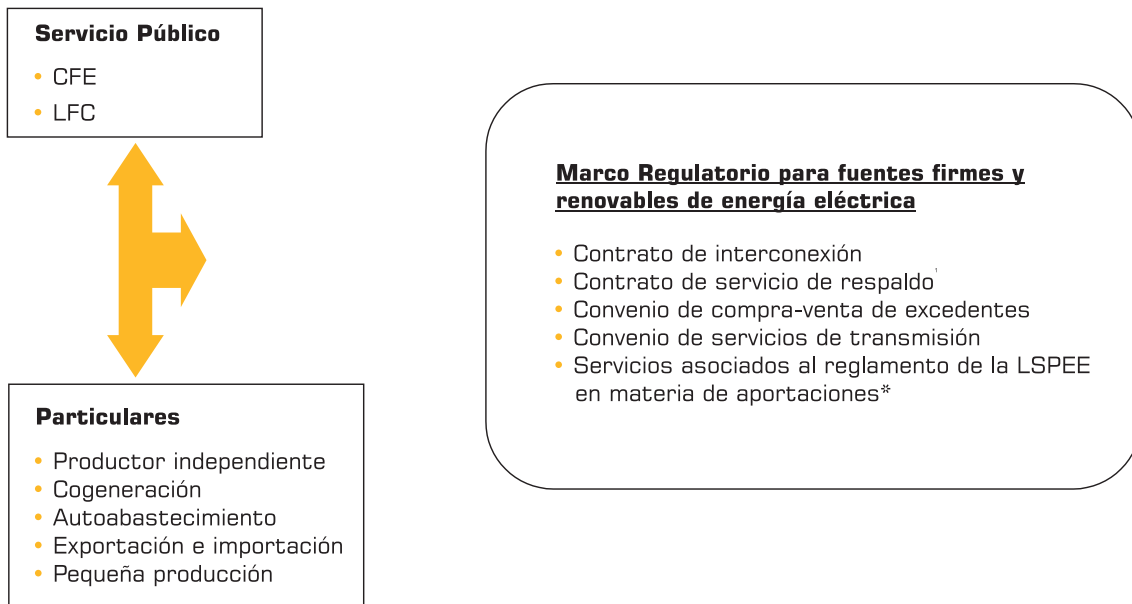 Servicio Público
• CFE
• LFC
Marco Regulatorio para fuentes firmes y
renovables de energía eléctrica
• Contrato de interconexión
• Contrato de servicio de respaldo¹
• Convenio de compra-venta de excedentes
• Convenio de servicios de transmisión
• Servicios asociados al reglamento de la LSPEE
en materia de aportaciones*
Particulares
• Productor independiente
• Cogeneración
• Autoabastecimiento
• Exportación e importación
• Pequeña producción